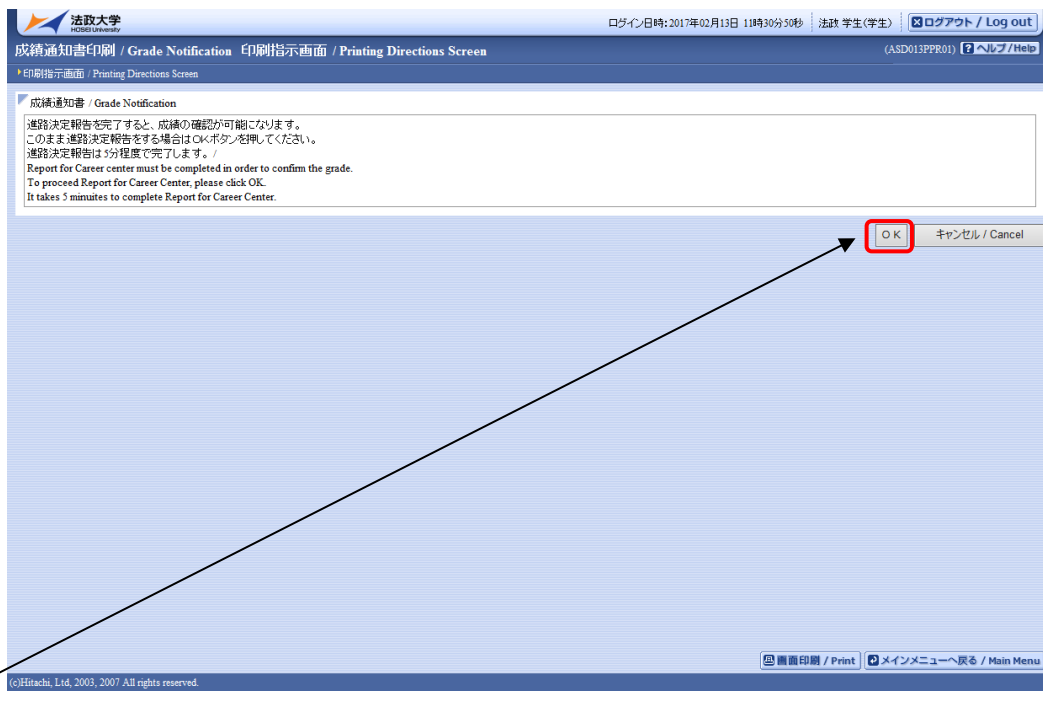 法政大学
HOSEI University
ログイン日時:2017年02月13日 11時30分50秒 法政 学生(学生) ログアウト / Log out
成績通知書印刷 / Grade Notification 印刷指示画面 / Printing Directions Screen
(ASD013PPR01) ? ヘルプ/Help
印刷指示画面 / Printing Directions Screen
成績通知書 / Grade Notification
進路決定報告を完了すると、成績の確認が可能になります。
このまま進路決定報告をする場合はOKボタンを押してください。
進路決定報告は5分程度で完了します。/
Report for Career center must be completed in order to confirm the grade.
To proceed Report for Career Center, please click OK.
It takes 5 minuites to complete Report for Career Center.
OK キャンセル / Cancel
画面印刷 / Print メインメニューへ戻る / Main Menu
(c)Hitachi, Ltd, 2003, 2007 All rights reserved.